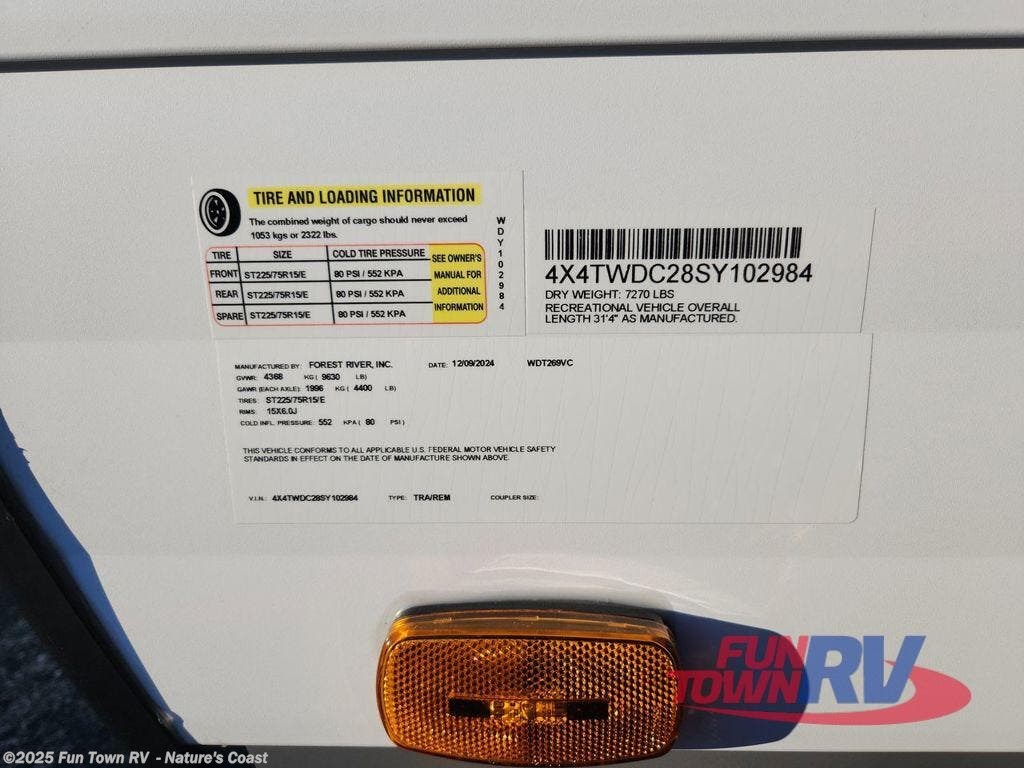 TIRE AND LOADING INFORMATION
The combined weight of cargo should never exceed
1053 kgs or 2322 lbs.
TIRE SIZE COLD TIRE PRESSURE SEE OWNER'S MANUAL FOR ADDITIONAL INFORMATION
FRONT ST225/75R15/E 80 PSI / 552 KPA
REAR ST225/75R15/E 80 PSI / 552 KPA
SPARE ST225/75R15/E 80 PSI / 552 KPA
WDY102984
4X4TWDC28SY102984
DRY WEIGHT: 7270 LBS
RECREATIONAL VEHICLE OVERALL
LENGTH 31'4" AS MANUFACTURED.
MANUFACTURED BY: FOREST RIVER, INC. DATE: 12/09/2024 WDT269VC
GVWR: 4368 KG ( 9630 LB)
GAWR (EACH AXLE): 1996 KG ( 4400 LB)
TIRES: ST225/75R15/E
RIMS: 15X6.0J
COLD INFL. PRESSURE: 552 KPA ( 80 PSI )
THIS VEHICLE CONFORMS TO ALL APPLICABLE U.S. FEDERAL MOTOR VEHICLE SAFETY
STANDARDS IN EFFECT ON THE DATE OF MANUFACTURE SHOWN ABOVE.
V.I.N.: 4X4TWDC28SY102984 TYPE: TRA/REM COUPLER SIZE:
FUN TOWN RV
©2025 Fun Town RV - Nature's Coast